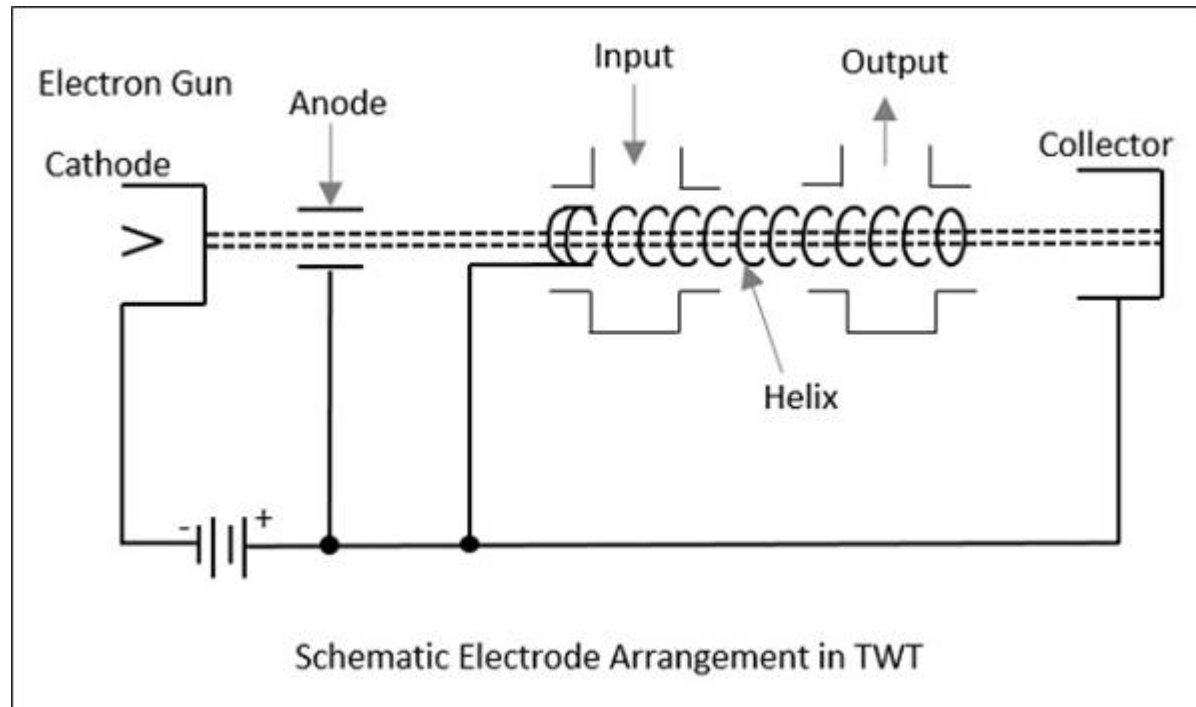 Input
Output
Electron Gun
Anode
Collector
Cathode
Helix
- +
Schematic Electrode Arrangement in TWT